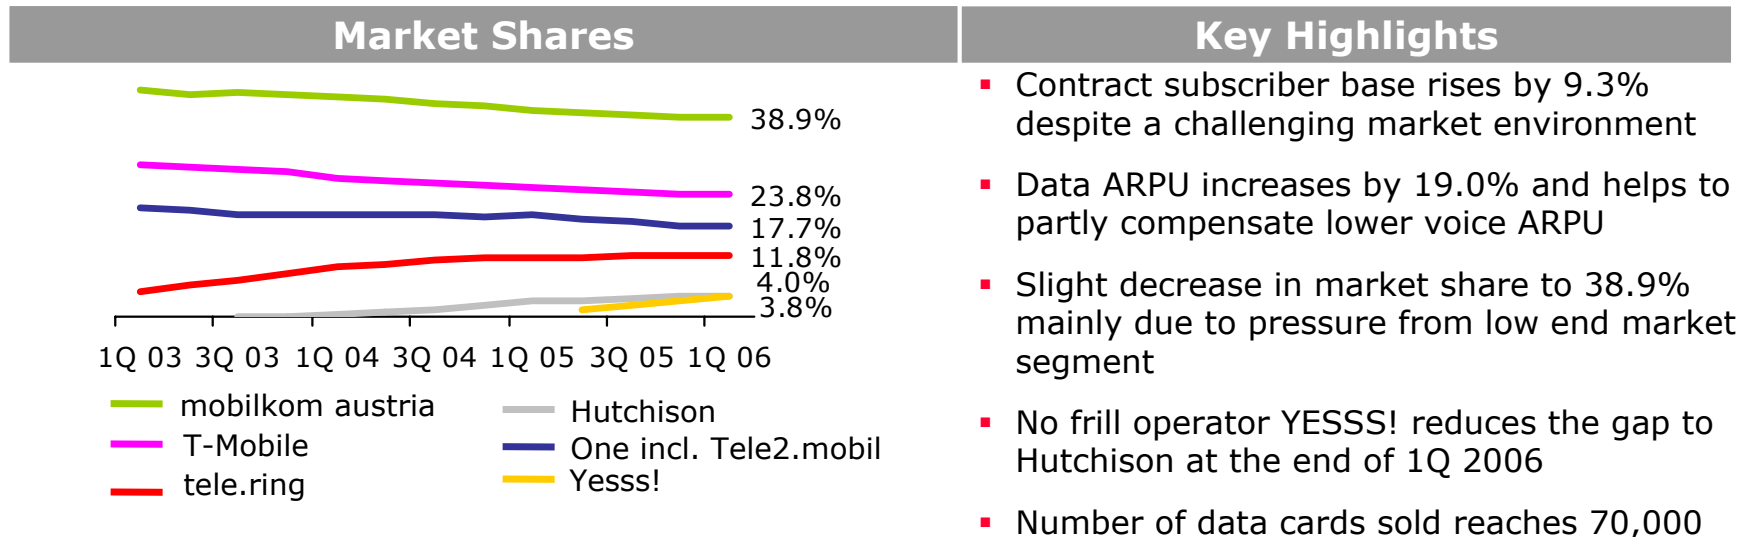 Market Shares
38.9%
23.8%
17.7%
11.8%
4.0%
3.8%
1Q 03 3Q 03 1Q 04 3Q 04 1Q 05 3Q 05 1Q 06
mobilkom austria
T-Mobile
tele.ring
Hutchison
One incl. Tele2.mobil
Yesss!
Key Highlights
▪ Contract subscriber base rises by 9.3%
despite a challenging market environment
▪ Data ARPU increases by 19.0% and helps to
partly compensate lower voice ARPU
▪ Slight decrease in market share to 38.9%
mainly due to pressure from low end market
segment
▪ No frill operator YESSS! reduces the gap to
Hutchison at the end of 1Q 2006
▪ Number of data cards sold reaches 70,000